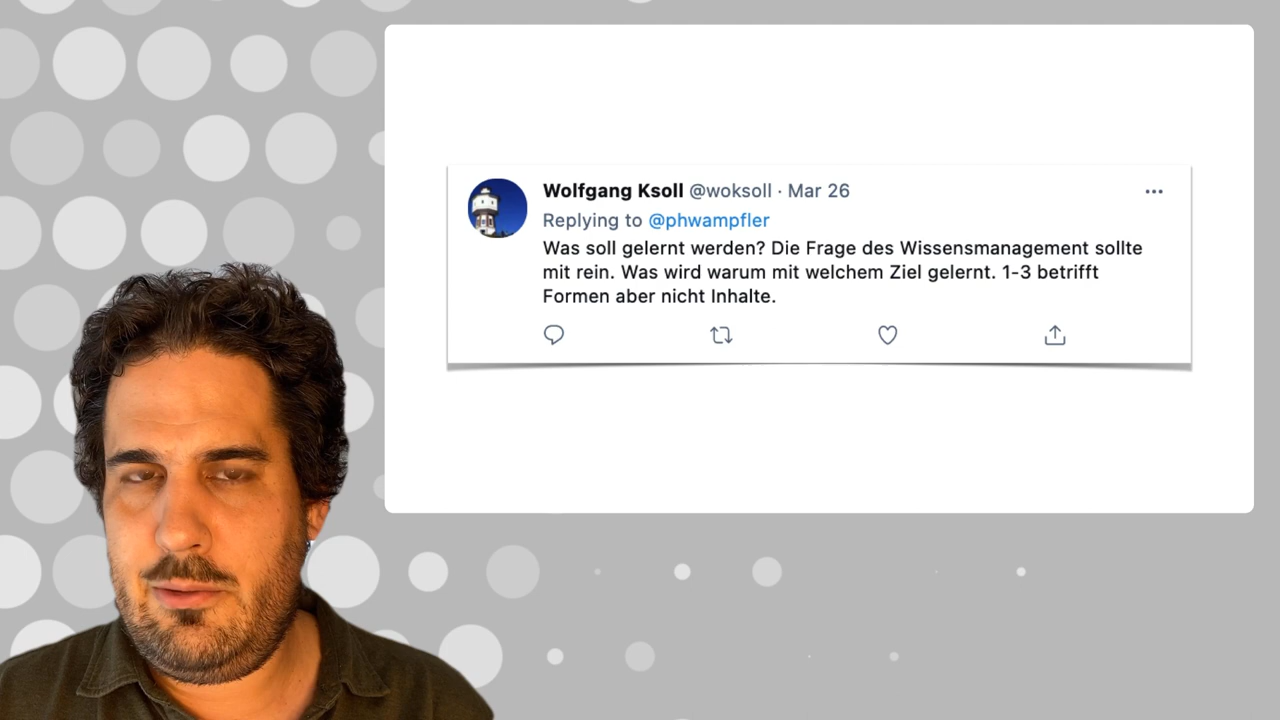 Wolfgang Ksoll @woksoll · Mar 26
Replying to @phwampfler
Was soll gelernt werden? Die Frage des Wissensmanagement sollte
mit rein. Was wird warum mit welchem Ziel gelernt. 1-3 betrifft
Formen aber nicht Inhalte.